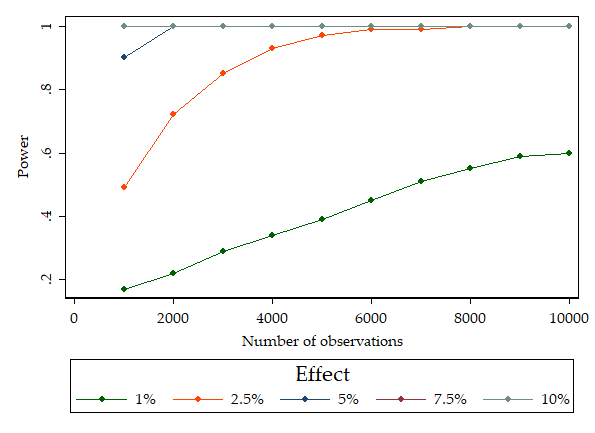 1
.8
.6
.4
.2
Power
0 2000 4000 6000 8000 10000
Number of observations
Effect
1% 2.5% 5% 7.5% 10%